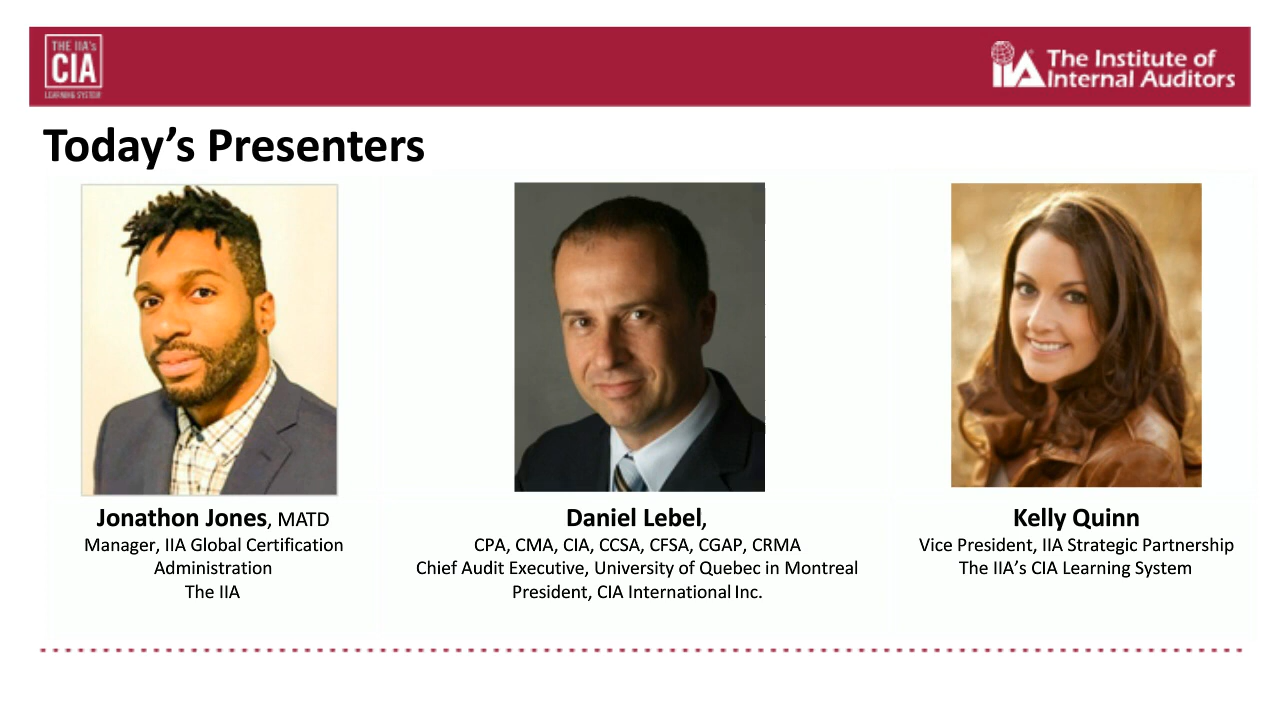 THE IIA's
CIA
LEARNING SYSTEM
IIA
The Institute of
Internal Auditors
Today's Presenters
Jonathon Jones, MATD
Manager, IIA Global Certification
Administration
The IIA
Daniel Lebel,
CPA, CMA, CIA, CCSA, CFSA, CGAP, CRMA
Chief Audit Executive, University of Quebec in Montreal
President, CIA International Inc.
Kelly Quinn
Vice President, IIA Strategic Partnership
The IIA's CIA Learning System